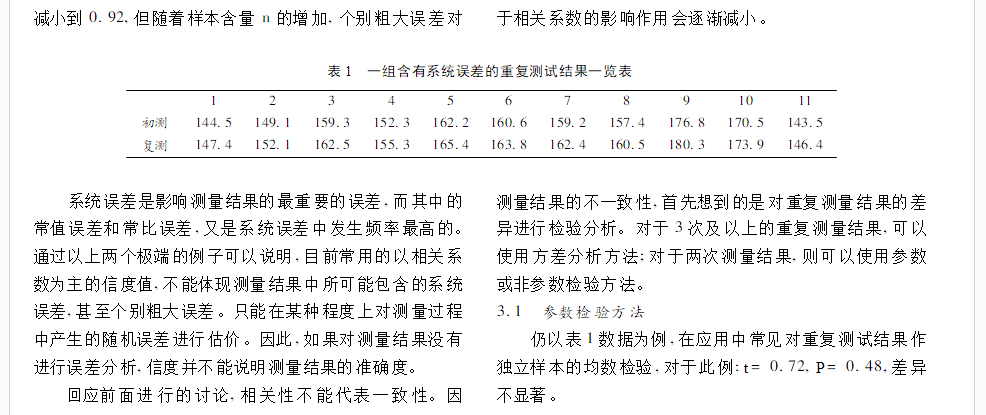 减小到 0. 92, 但随着样本含量 n 的增加, 个别粗大误差对
于相关系数的影响作用会逐渐减小。
表 1 一组含有系统误差的重复测试结果一览表
1 2 3 4 5 6 7 8 9 10 11
初测 144. 5 149. 1 159. 3 152. 3 162. 2 160. 6 159. 2 157. 4 176. 8 170. 5 143. 5
复测 147. 4 152. 1 162. 5 155. 3 165. 4 163. 8 162. 4 160. 5 180. 3 173. 9 146. 4
系统误差是影响测量结果的最重要的误差, 而其中的
常值误差和常比误差, 又是系统误差中发生频率最高的。
通过以上两个极端的例子可以说明, 目前常用的以相关系
数为主的信度值, 不能体现测量结果中所可能包含的系统
误差, 甚至个别粗大误差。只能在某种程度上对测量过程
中产生的随机误差进行估价。因此, 如果对测量结果没有
进行误差分析, 信度并不能说明测量结果的准确度。
回应前面进行的讨论, 相关性不能代表一致性。因
测量结果的不一致性, 首先想到的是对重复测量结果的差
异进行检验分析。对于 3 次及以上的重复测量结果, 可以
使用方差分析方法; 对于两次测量结果, 则可以使用参数
或非参数检验方法。
3. 1 参数检验方法
仍以表 1 数据为例, 在应用中常见对重复测试结果作
独立样本的均数检验, 对于此例: t= 0. 72, P= 0. 48, 差异
不显著。